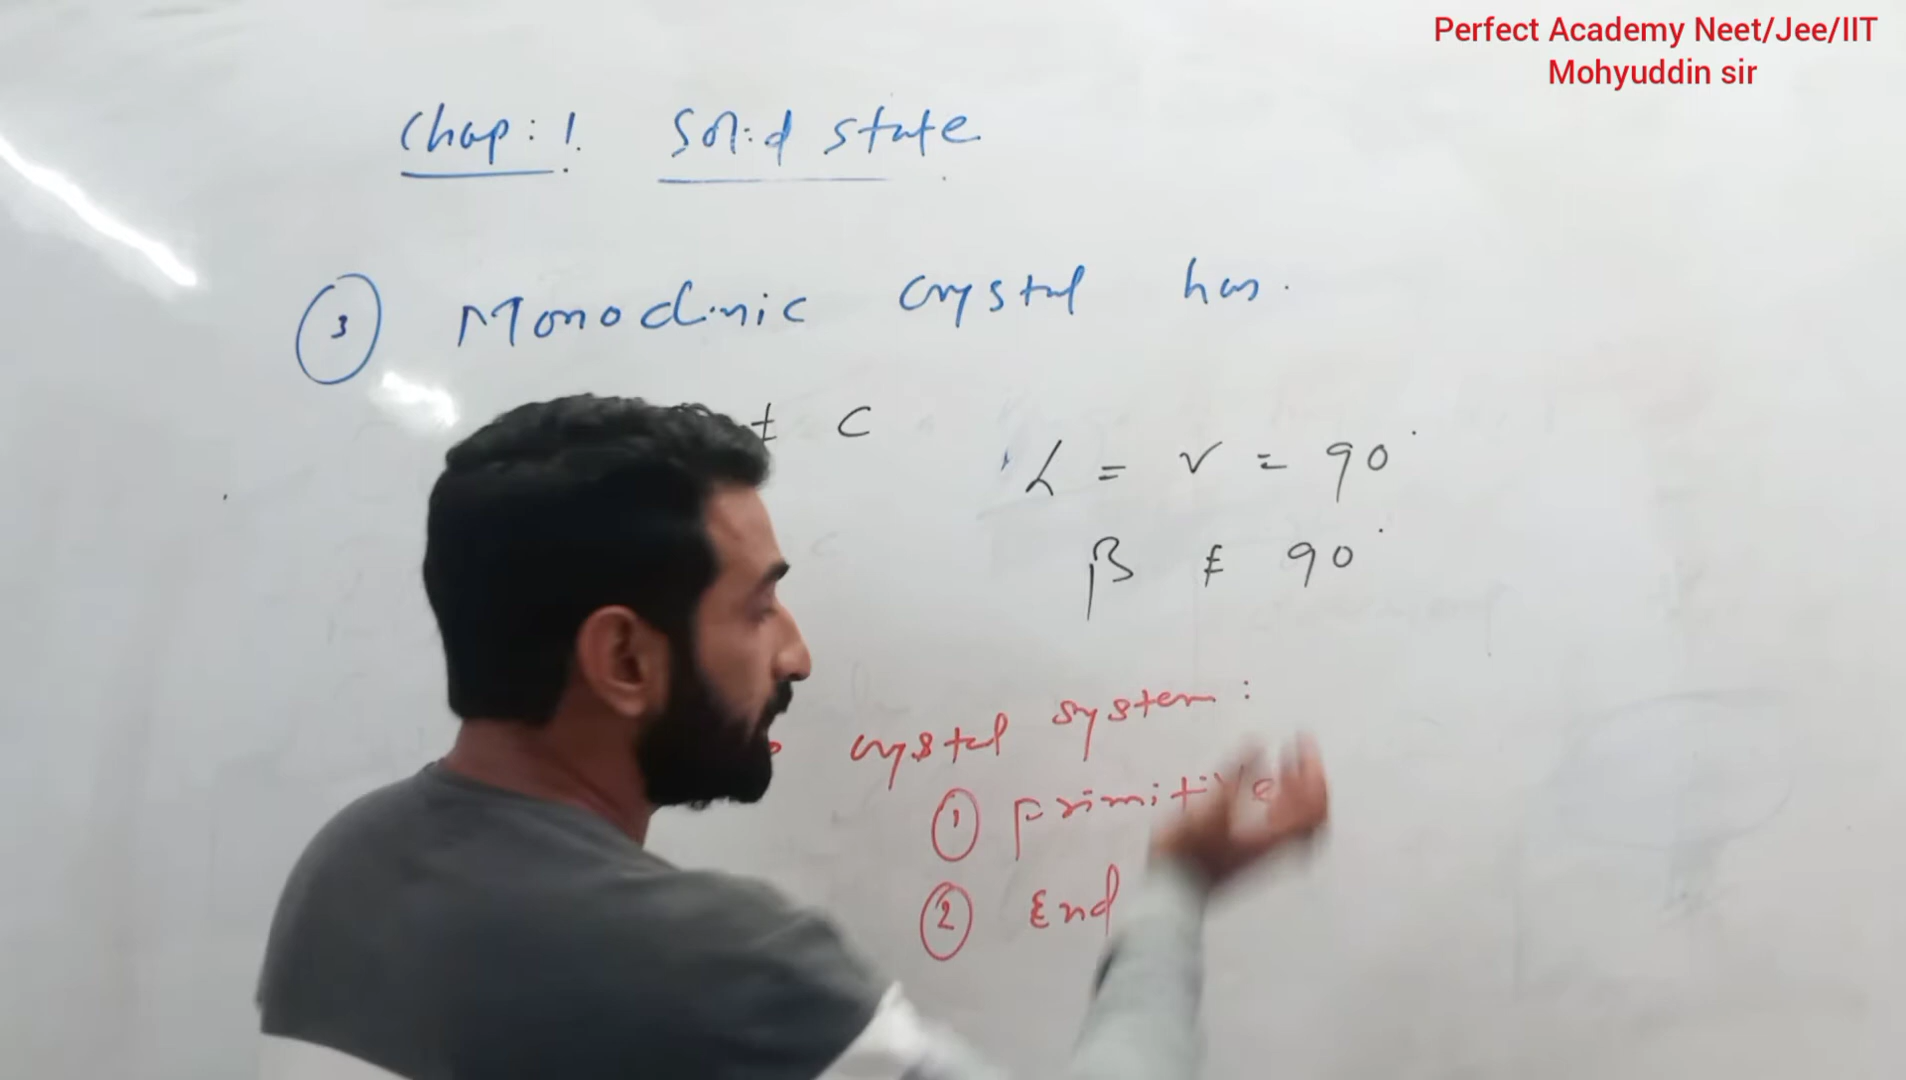 Perfect Academy Neet/Jee/IIT
Mohyuddin sir
Chap: 1. Solid state
3 Monoclinic crystal has.
≠ c
α = γ = 90°
β ≠ 90°
crystal system:
1 primitive
2 End